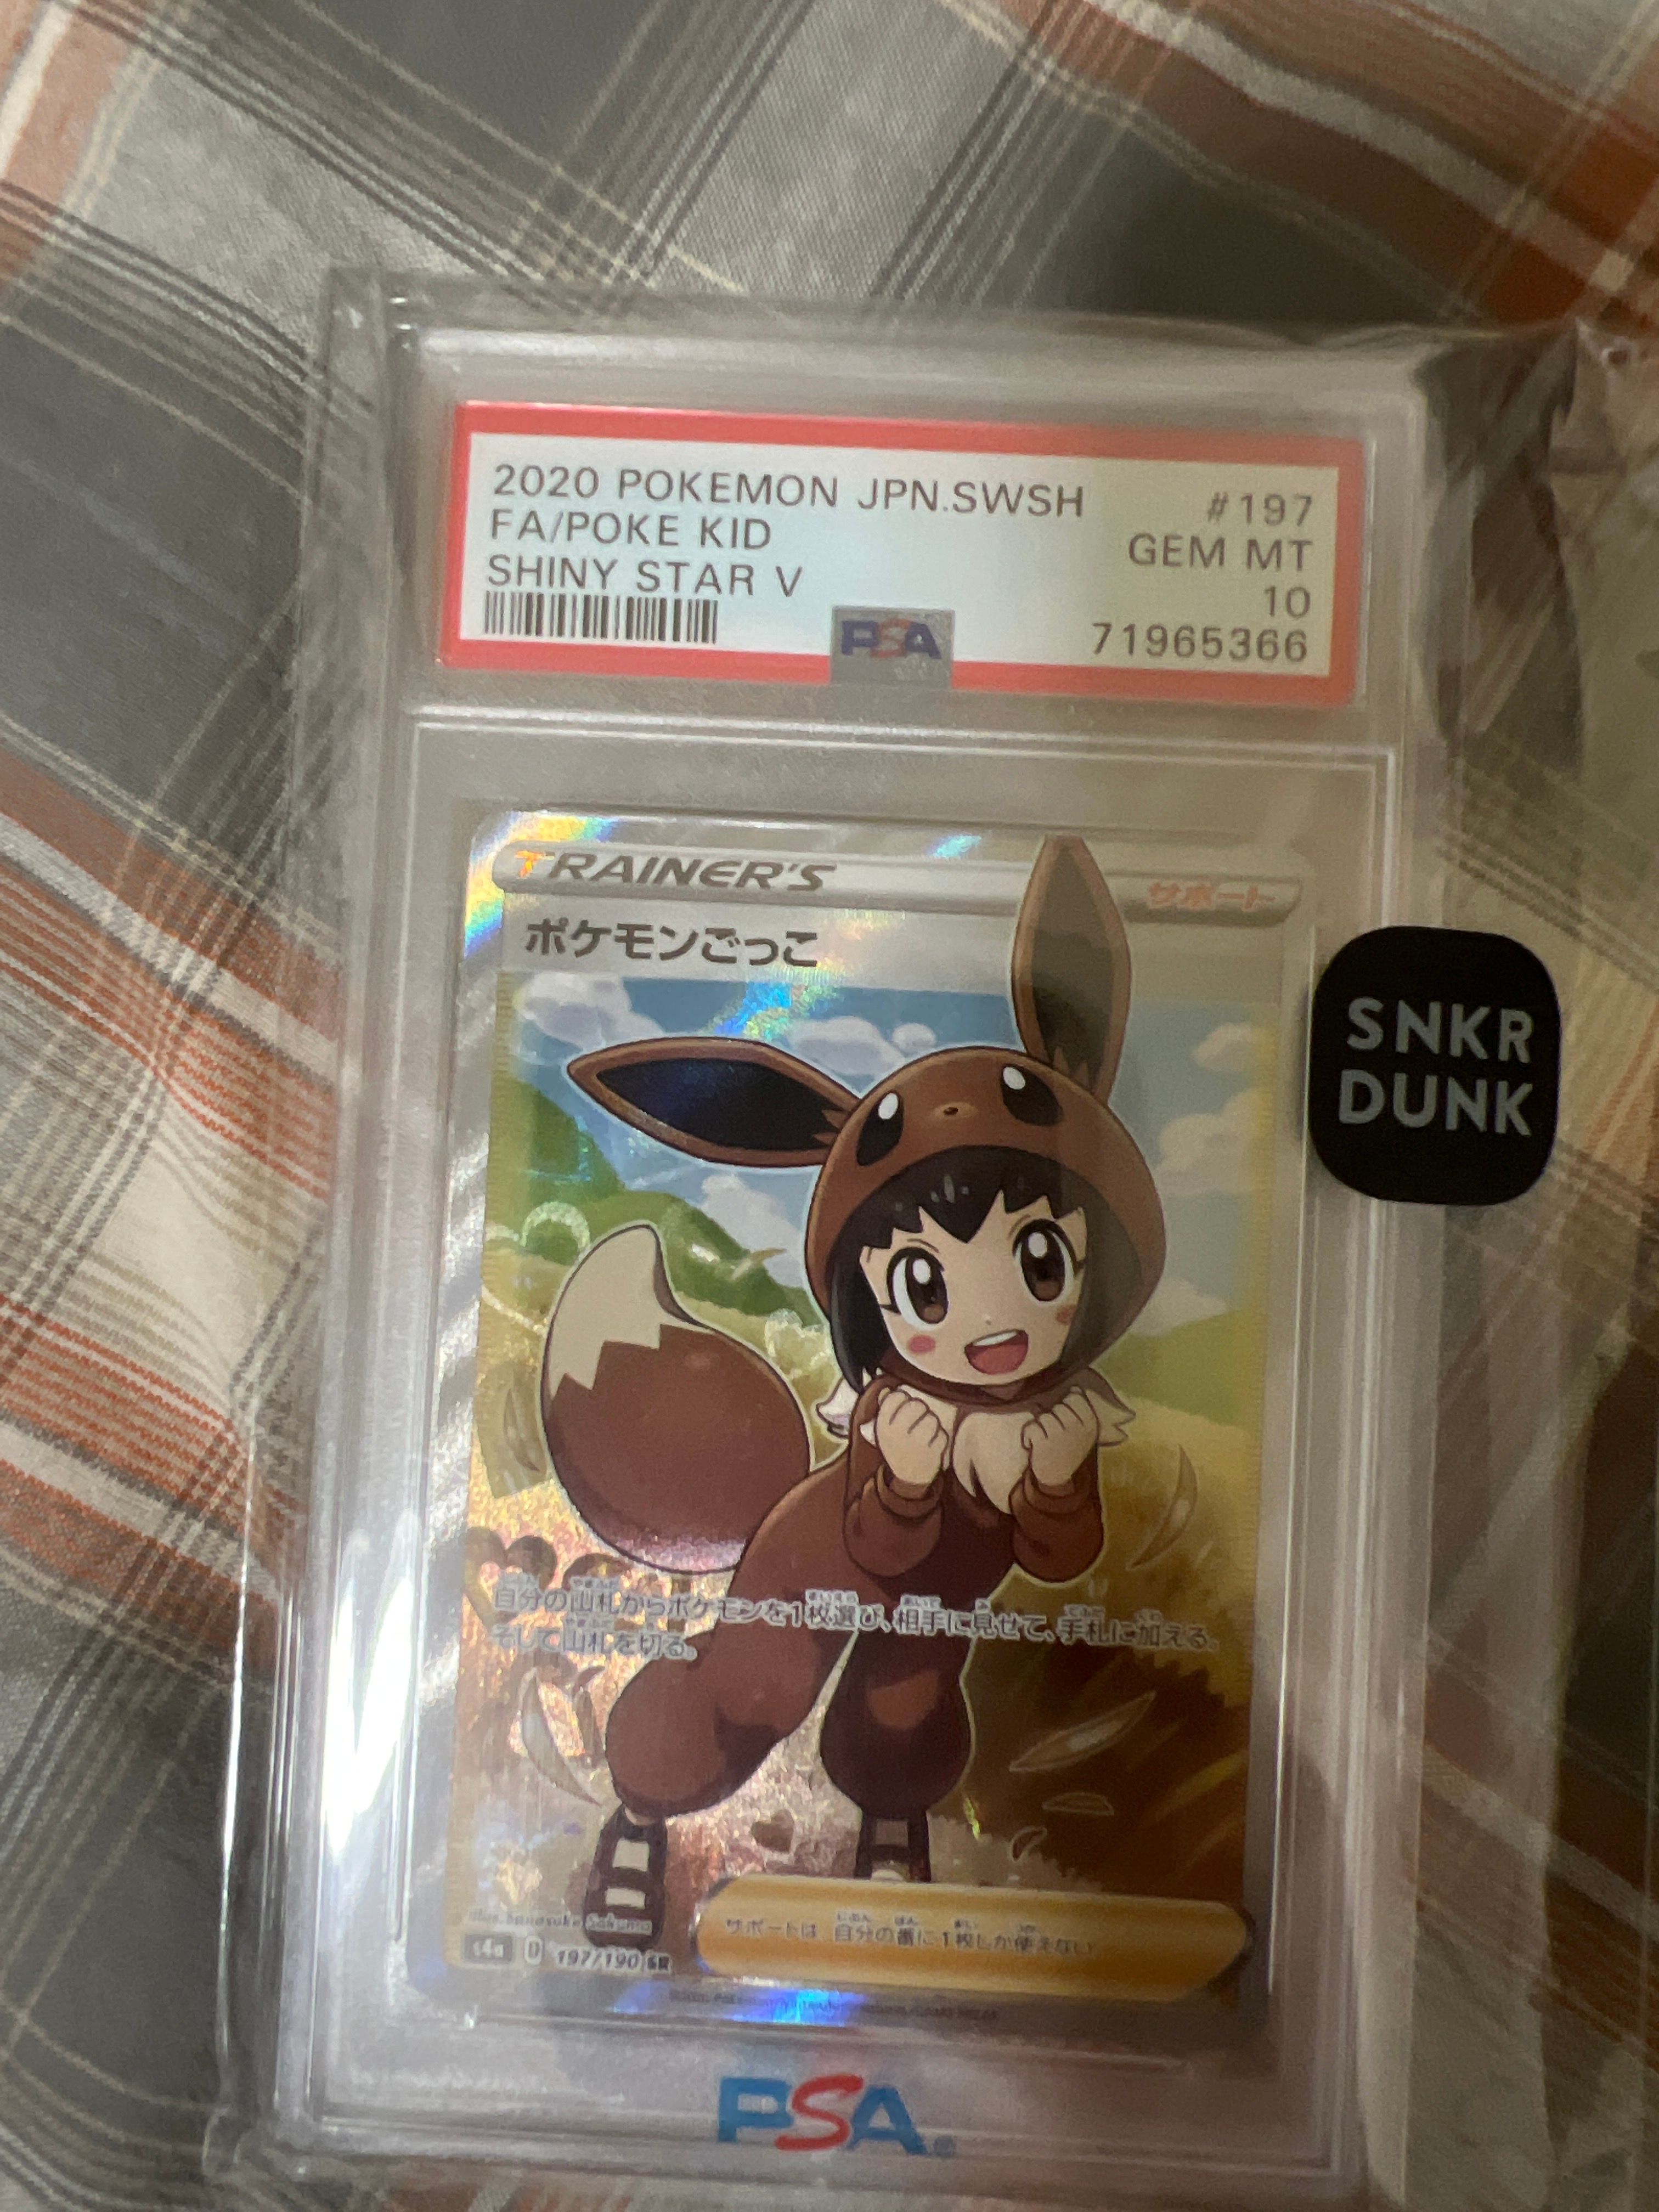 2020 POKEMON JPN.SWSH #197
FA/POKE KID GEM MT
SHINY STAR V 10
PSA 71965366
TRAINER'S サポート
ポケモンごっこ
SNKR
DUNK
自分の山札からポケモンを1枚選び、相手に見せて、手札に加える。
そして山札を切る。
サポートは、自分の番に1枚しか使えない。
s4a D 197/190 SR
PSA